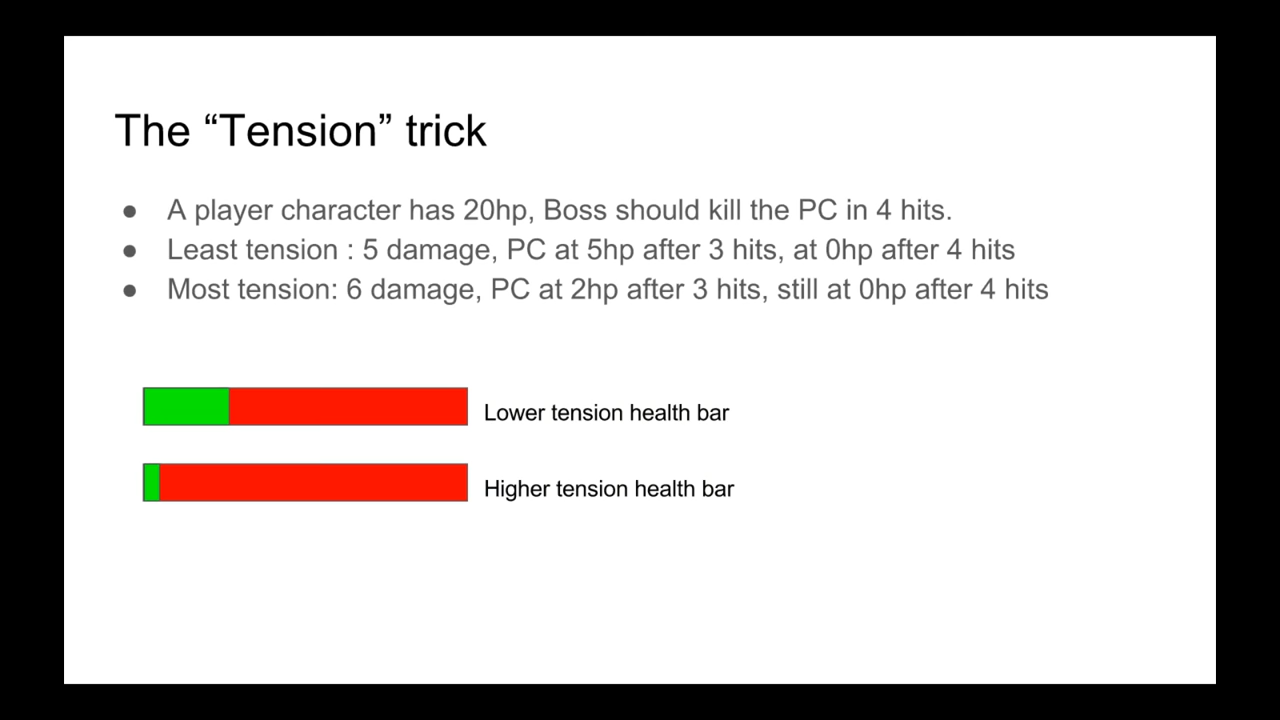 The “Tension” trick
● A player character has 20hp, Boss should kill the PC in 4 hits.
● Least tension : 5 damage, PC at 5hp after 3 hits, at 0hp after 4 hits
● Most tension: 6 damage, PC at 2hp after 3 hits, still at 0hp after 4 hits
Lower tension health bar
Higher tension health bar